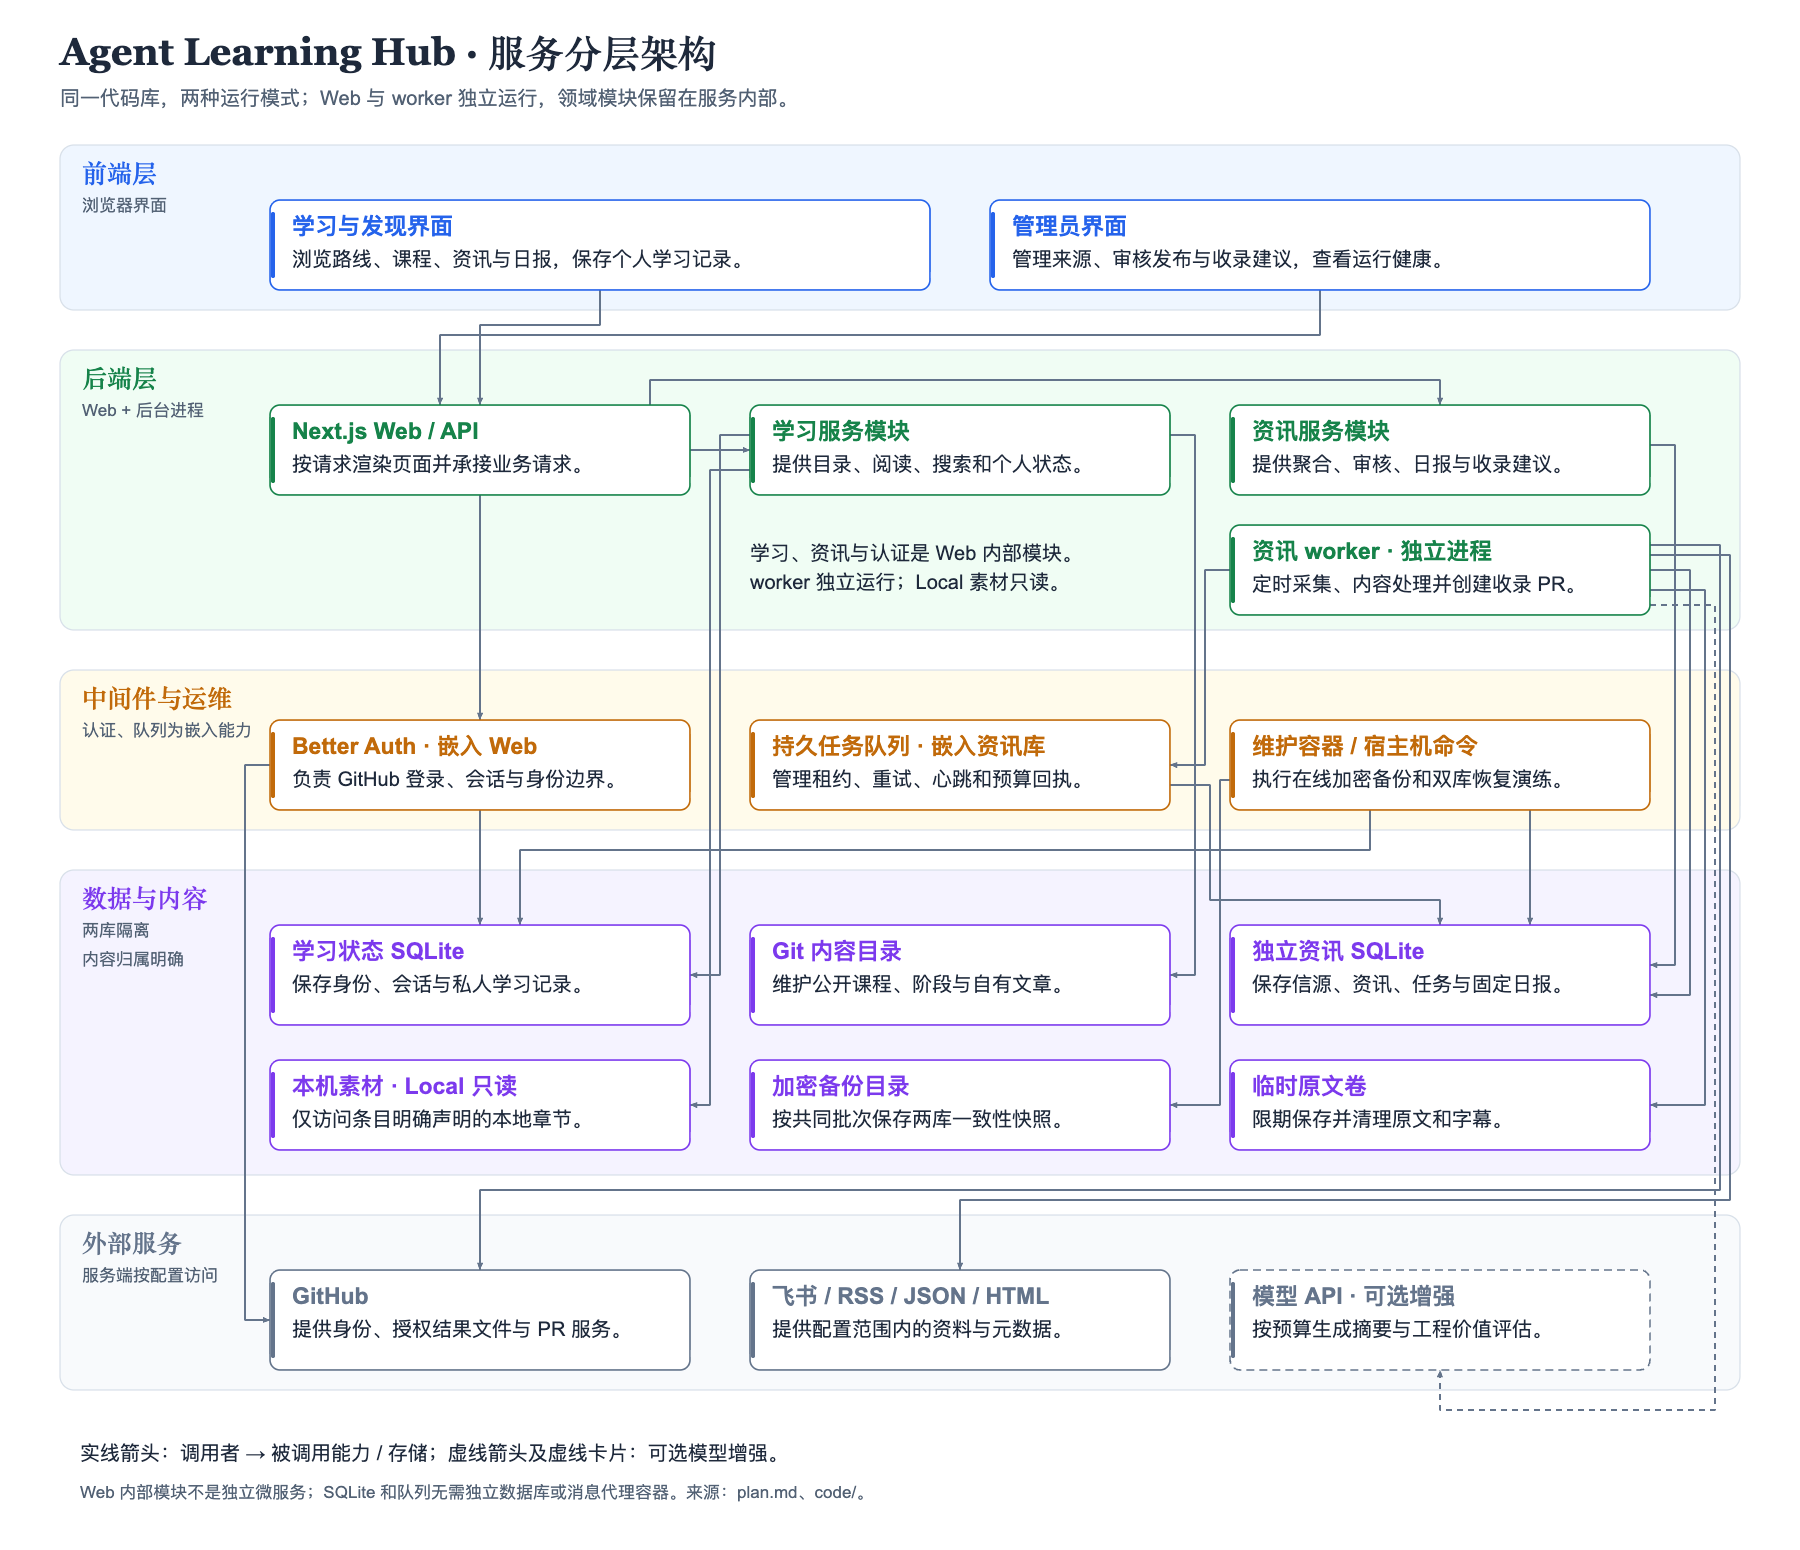 Agent Learning Hub · 服务分层架构
同一代码库，两种运行模式；Web 与 worker 独立运行，领域模块保留在服务内部。
前端层
浏览器界面
学习与发现界面
浏览路线、课程、资讯与日报，保存个人学习记录。
管理员界面
管理来源、审核发布与收录建议，查看运行健康。
后端层
Web + 后台进程
Next.js Web / API
按请求渲染页面并承接业务请求。
学习服务模块
提供目录、阅读、搜索和个人状态。
资讯服务模块
提供聚合、审核、日报与收录建议。
学习、资讯与认证是 Web 内部模块。
worker 独立运行；Local 素材只读。
资讯 worker · 独立进程
定时采集、内容处理并创建收录 PR。
中间件与运维
认证、队列为嵌入能力
Better Auth · 嵌入 Web
负责 GitHub 登录、会话与身份边界。
持久任务队列 · 嵌入资讯库
管理租约、重试、心跳和预算回执。
维护容器 / 宿主机命令
执行在线加密备份和双库恢复演练。
数据与内容
两库隔离
内容归属明确
学习状态 SQLite
保存身份、会话与私人学习记录。
Git 内容目录
维护公开课程、阶段与自有文章。
独立资讯 SQLite
保存信源、资讯、任务与固定日报。
本机素材 · Local 只读
仅访问条目明确声明的本地章节。
加密备份目录
按共同批次保存两库一致性快照。
临时原文卷
限期保存并清理原文和字幕。
外部服务
服务端按配置访问
GitHub
提供身份、授权结果文件与 PR 服务。
飞书 / RSS / JSON / HTML
提供配置范围内的资料与元数据。
模型 API · 可选增强
按预算生成摘要与工程价值评估。
实线箭头：调用者 → 被调用能力 / 存储；虚线箭头及虚线卡片：可选模型增强。
Web 内部模块不是独立微服务；SQLite 和队列无需独立数据库或消息代理容器。来源：plan.md、code/。